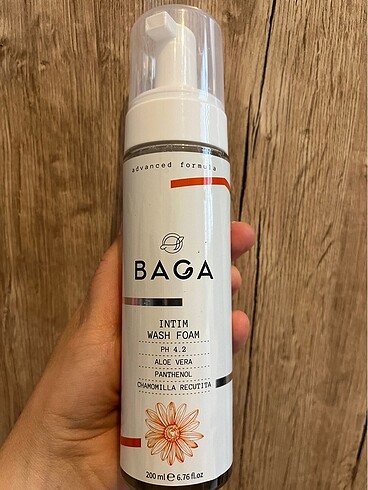 advanced formula
BAGA
INTIM
WASH FOAM
PH 4.2
ALOE VERA
PANTHENOL
CHAMOMILLA RECUTITA
200 ml ℮ 6.76 fl.oz